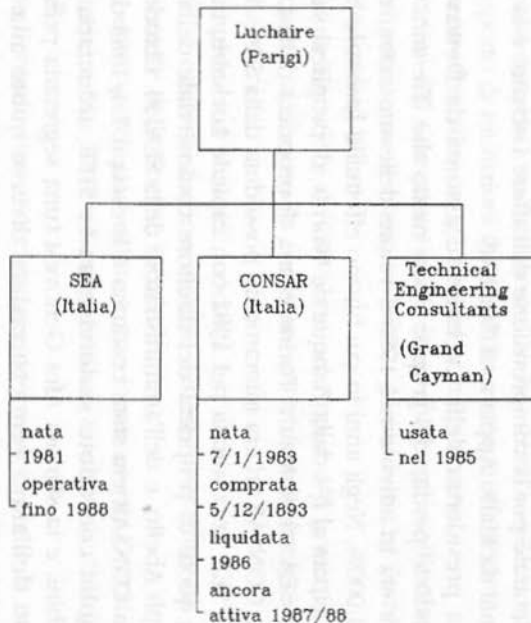 Luchaire
(Parigi)
SEA
(Italia)
nata
1981
operativa
fino 1988
CONSAR
(Italia)
nata
7/1/1983
comprata
5/12/1893
liquidata
1986
ancora
attiva 1987/88
Technical
Engineering
Consultants
(Grand
Cayman)
usata
nel 1985